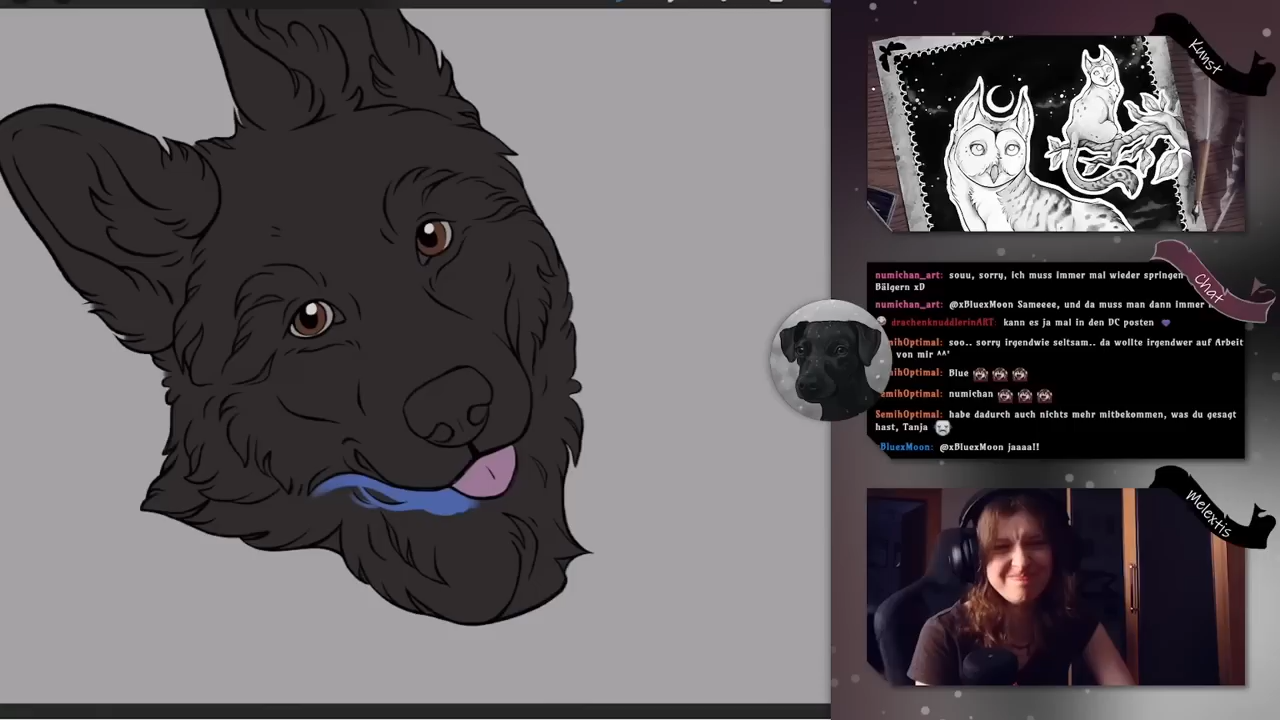 Kunst
Chat
numichan_art: souu, sorry, ich muss immer mal wieder springen
Bälgern xD
numichan_art: @xBluexMoon Sameeee, und da muss man dann immer
drachenknuddlerinART: kann es ja mal in den DC posten
ihOptimal: soo.. sorry irgendwie seltsam.. da wollte irgendwer auf Arbeit
von mir ^^'
ihOptimal: Blue
emihOptimal: numichan
SemihOptimal: habe dadurch auch nichts mehr mitbekommen, was du gesagt
hast, Tanja
BluexMoon: @xBluexMoon jaaaa!!
Melextis